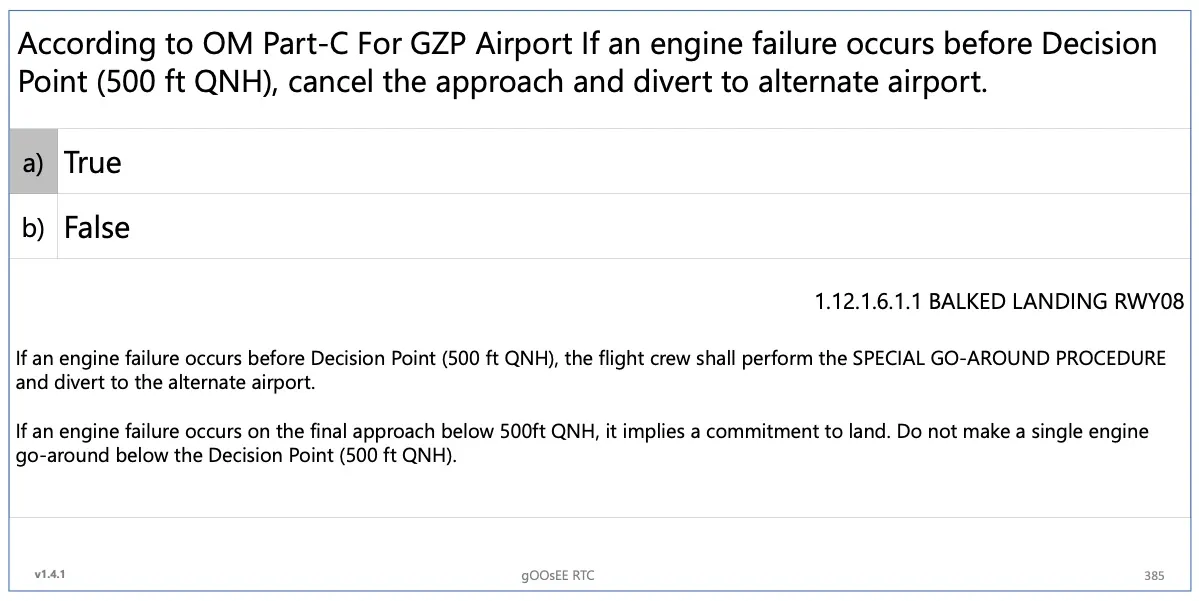 According to OM Part-C For GZP Airport If an engine failure occurs before Decision
Point (500 ft QNH), cancel the approach and divert to alternate airport.
a) True
b) False
1.12.1.6.1.1 BALKED LANDING RWY08
If an engine failure occurs before Decision Point (500 ft QNH), the flight crew shall perform the SPECIAL GO-AROUND PROCEDURE
and divert to the alternate airport.
If an engine failure occurs on the final approach below 500ft QNH, it implies a commitment to land. Do not make a single engine
go-around below the Decision Point (500 ft QNH).
v1.4.1 gOOsEE RTC 385